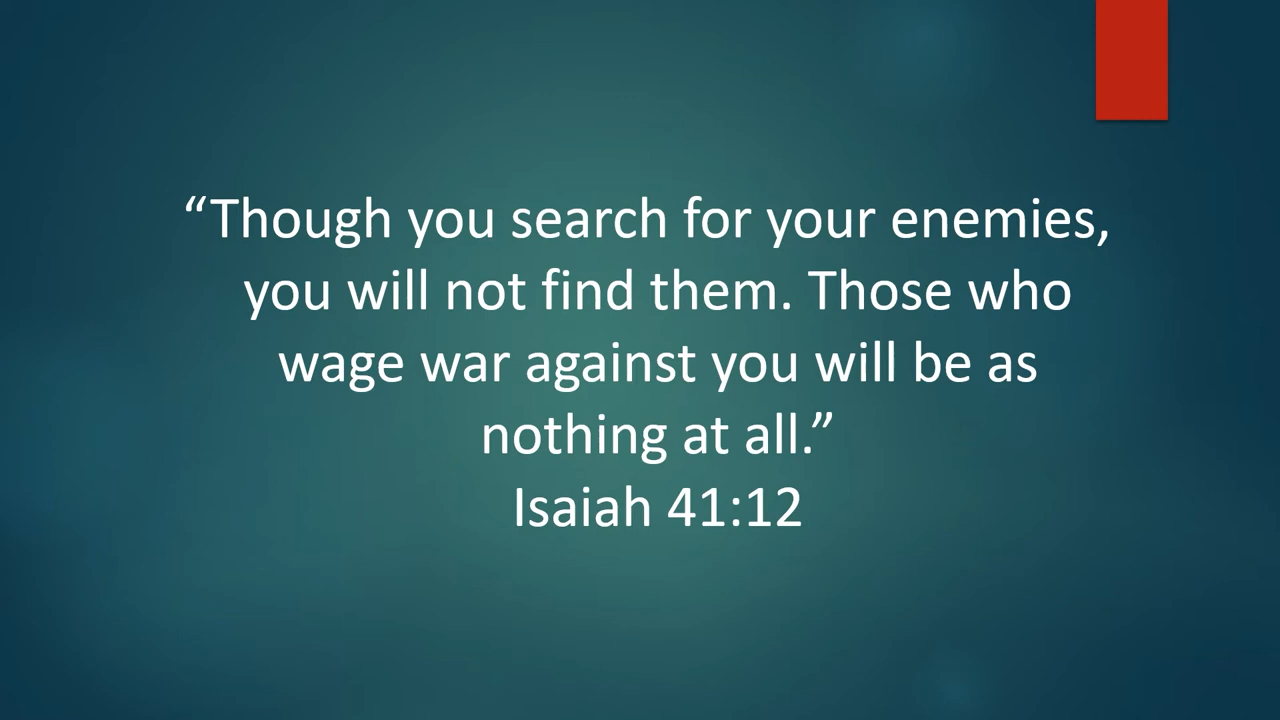 “Though you search for your enemies,
you will not find them. Those who
wage war against you will be as
nothing at all.”
Isaiah 41:12